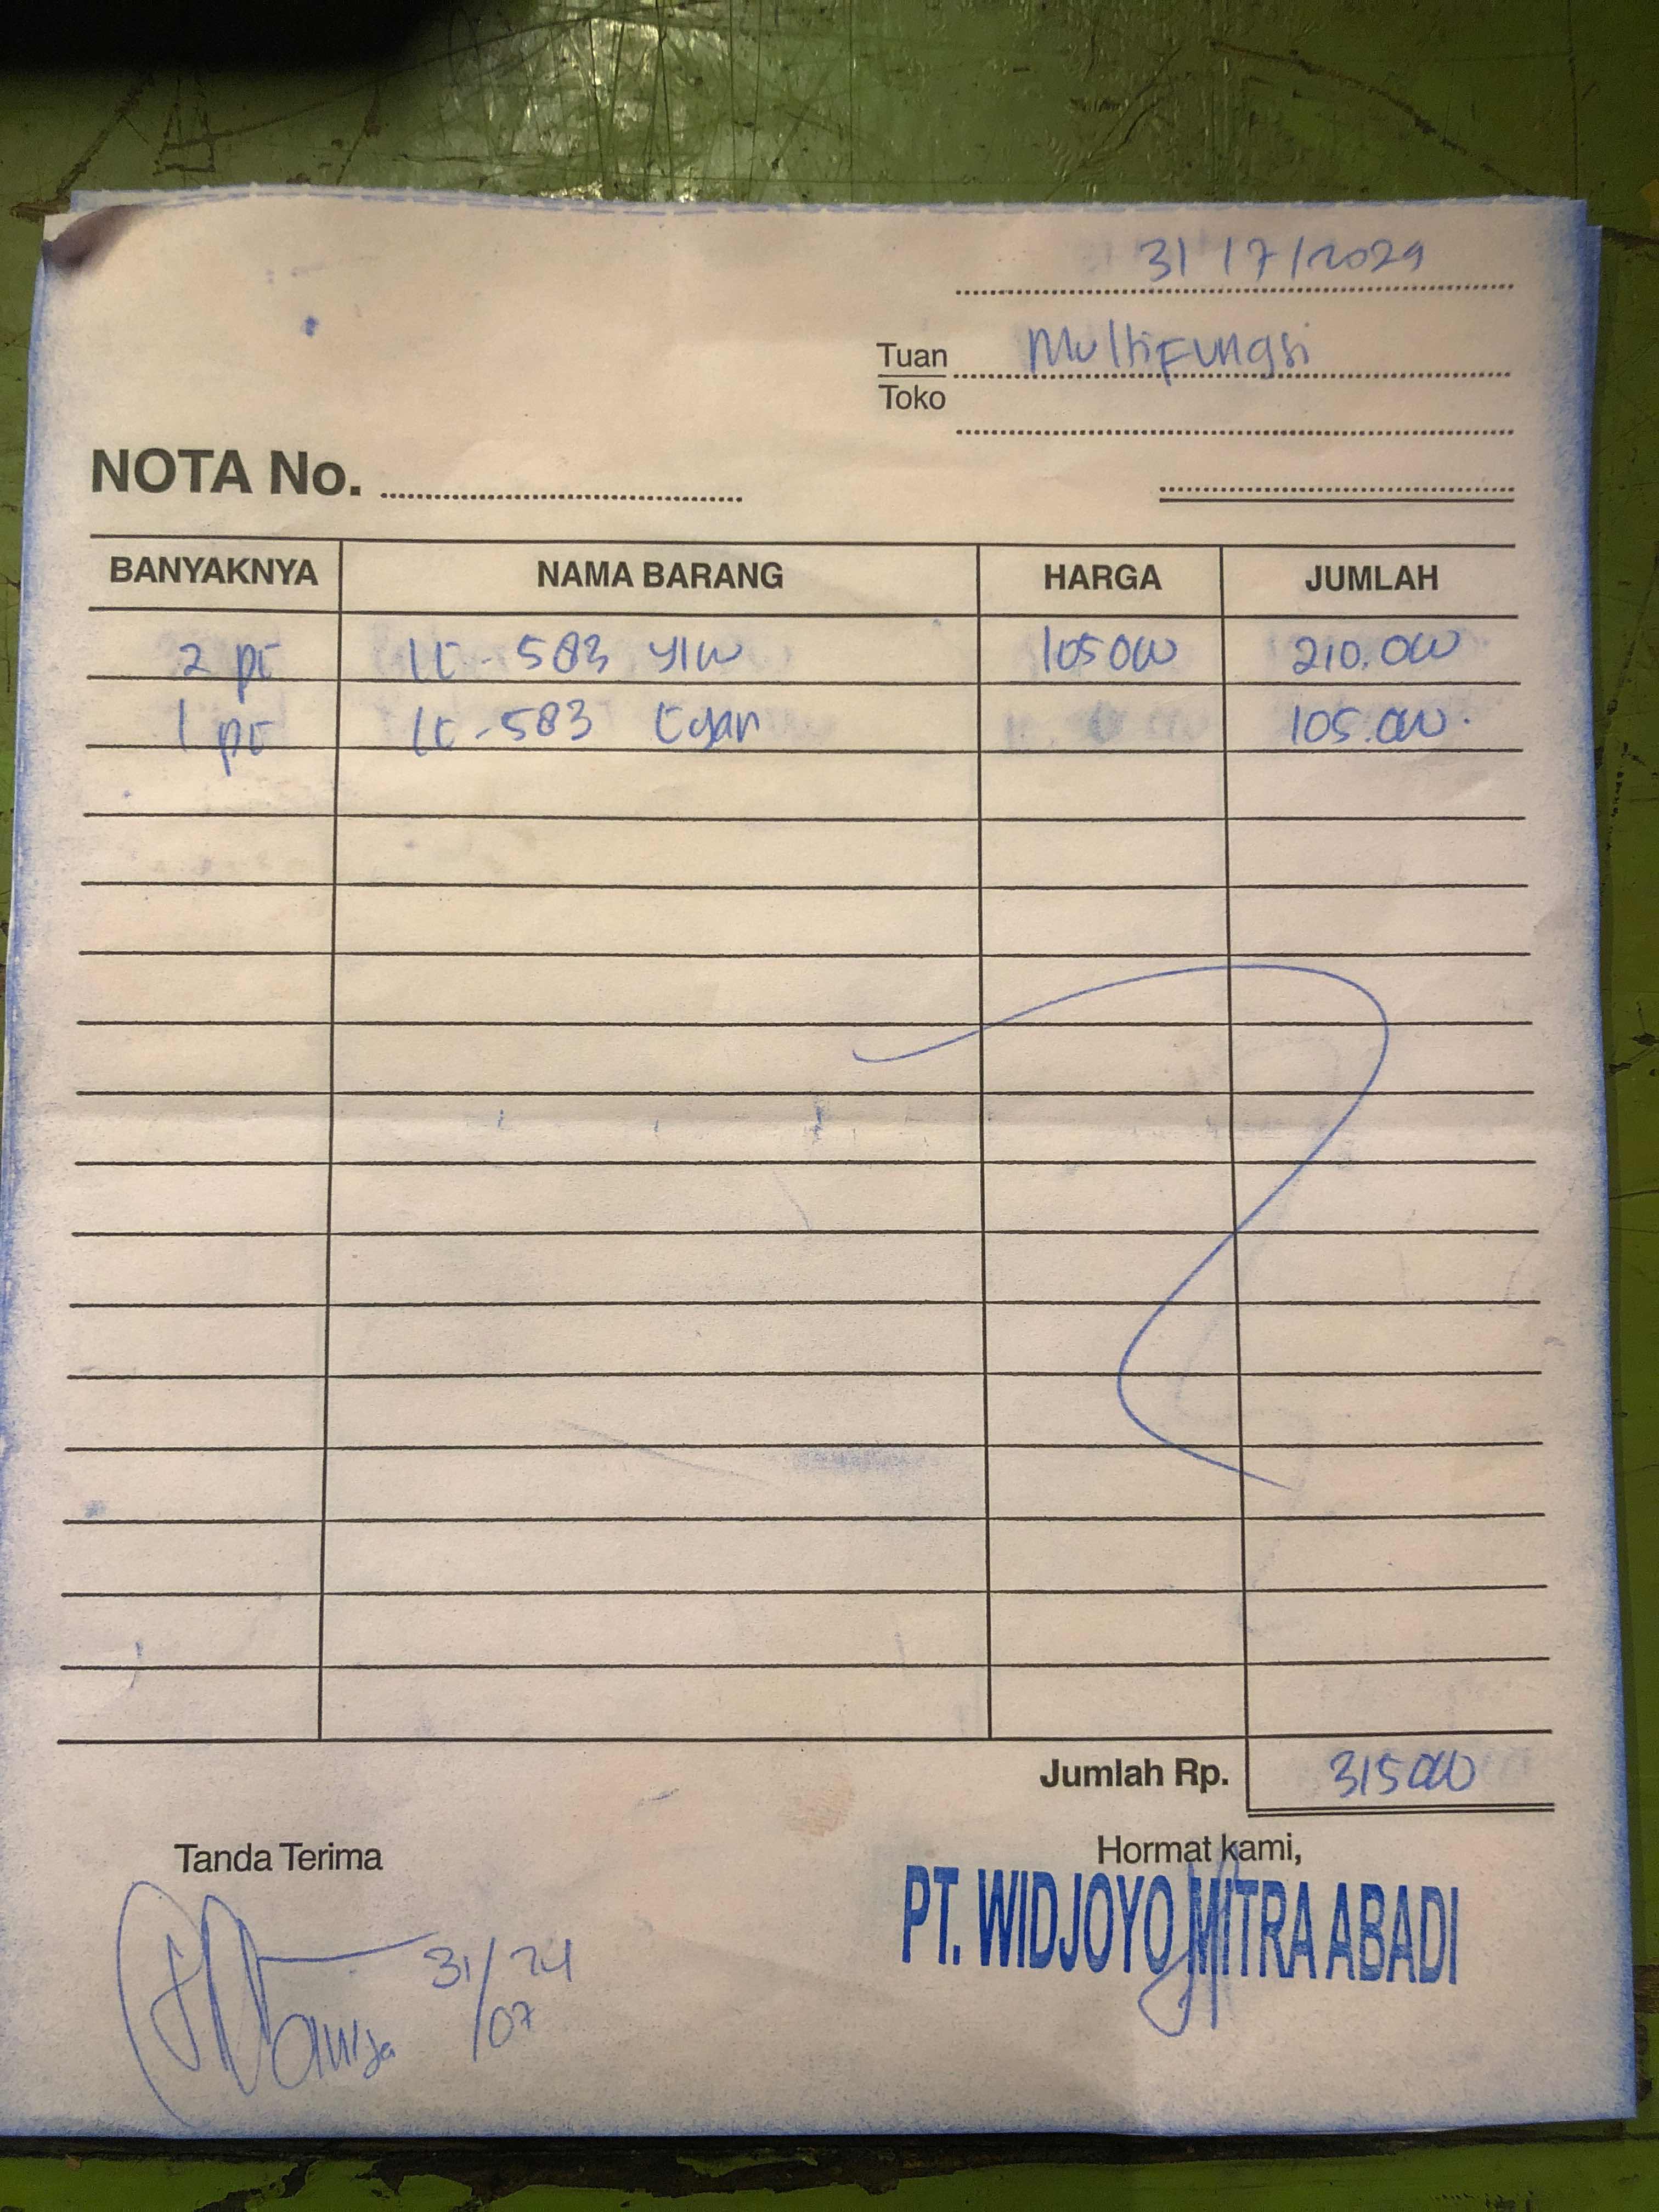 31/7/2024
Tuan Multifungsi
Toko
NOTA No.
BANYAKNYA NAMA BARANG HARGA JUMLAH
2 pc LC-583 ylw 105000 210.000
1 pc LC-583 Cyan 105.000.
Jumlah Rp. 315000
Tanda Terima Hormat kami,
PT. WIDJOYO MITRA ABADI
31/07/24